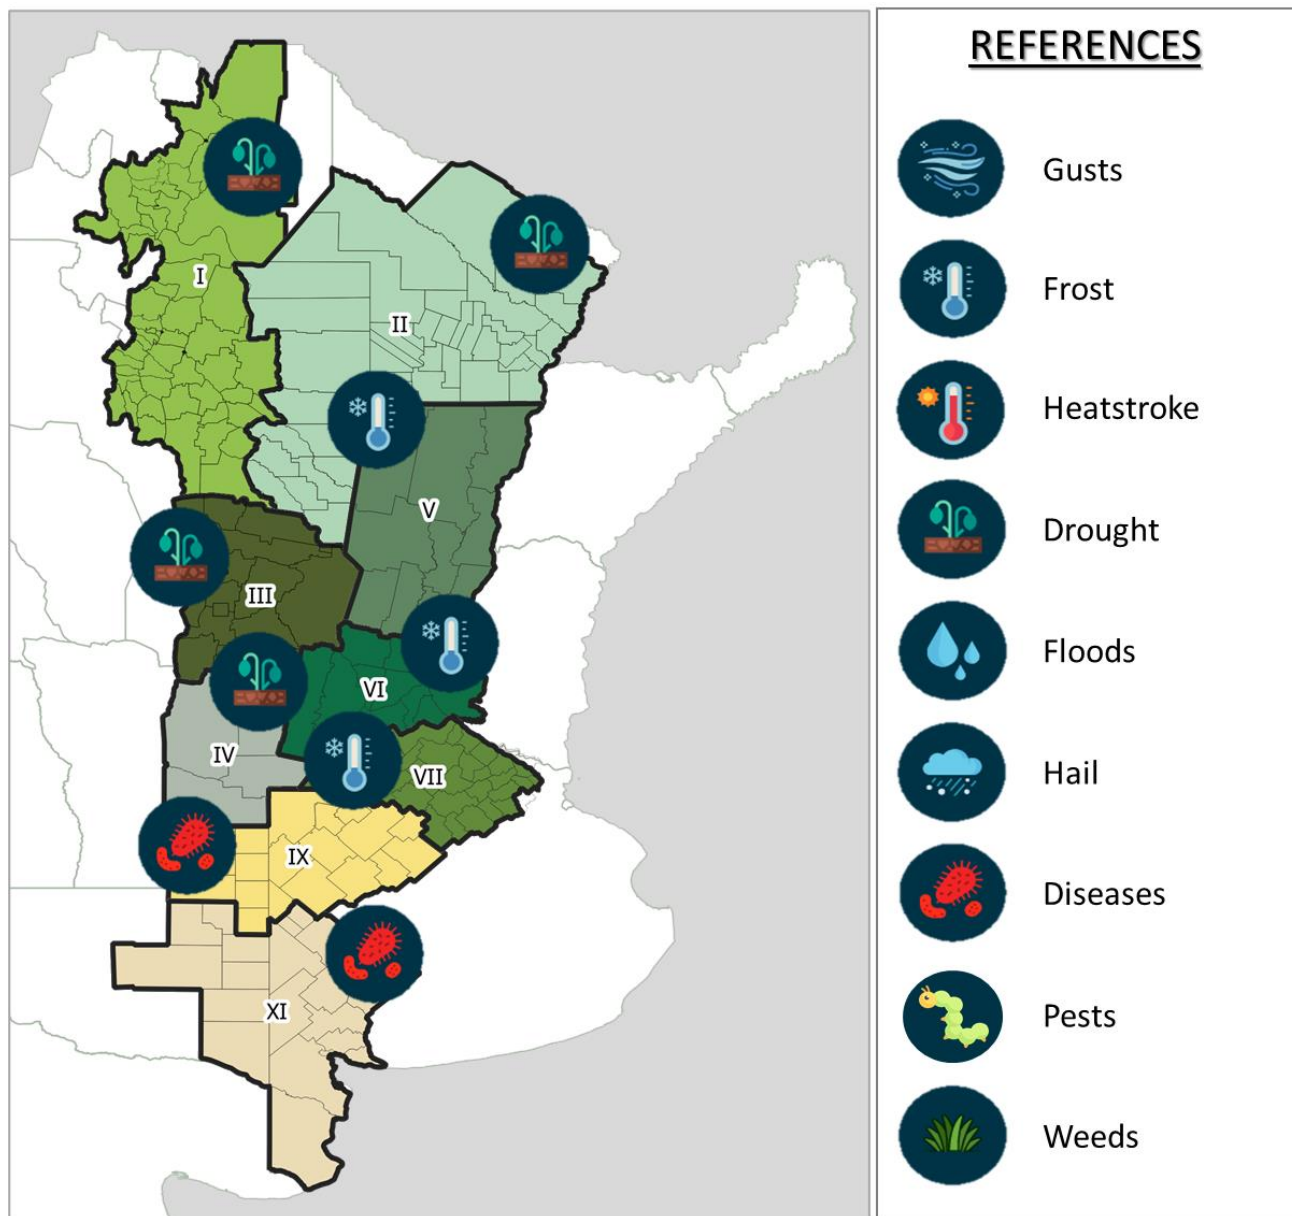 REFERENCES
Gusts
Frost
Heatstroke
Drought
Floods
Hail
Diseases
Pests
Weeds
I
II
V
III
VI
IV
VII
IX
XI